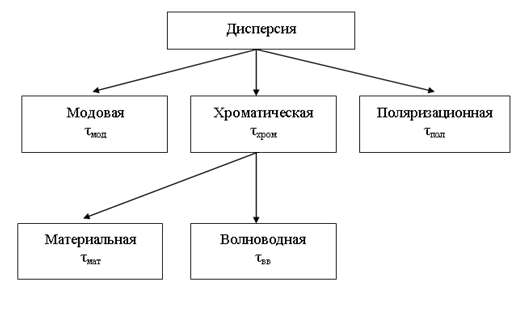 Дисперсия
Модовая
τмод
Хроматическая
τхром
Поляризационная
τпол
Материальная
τмат
Волноводная
τвв